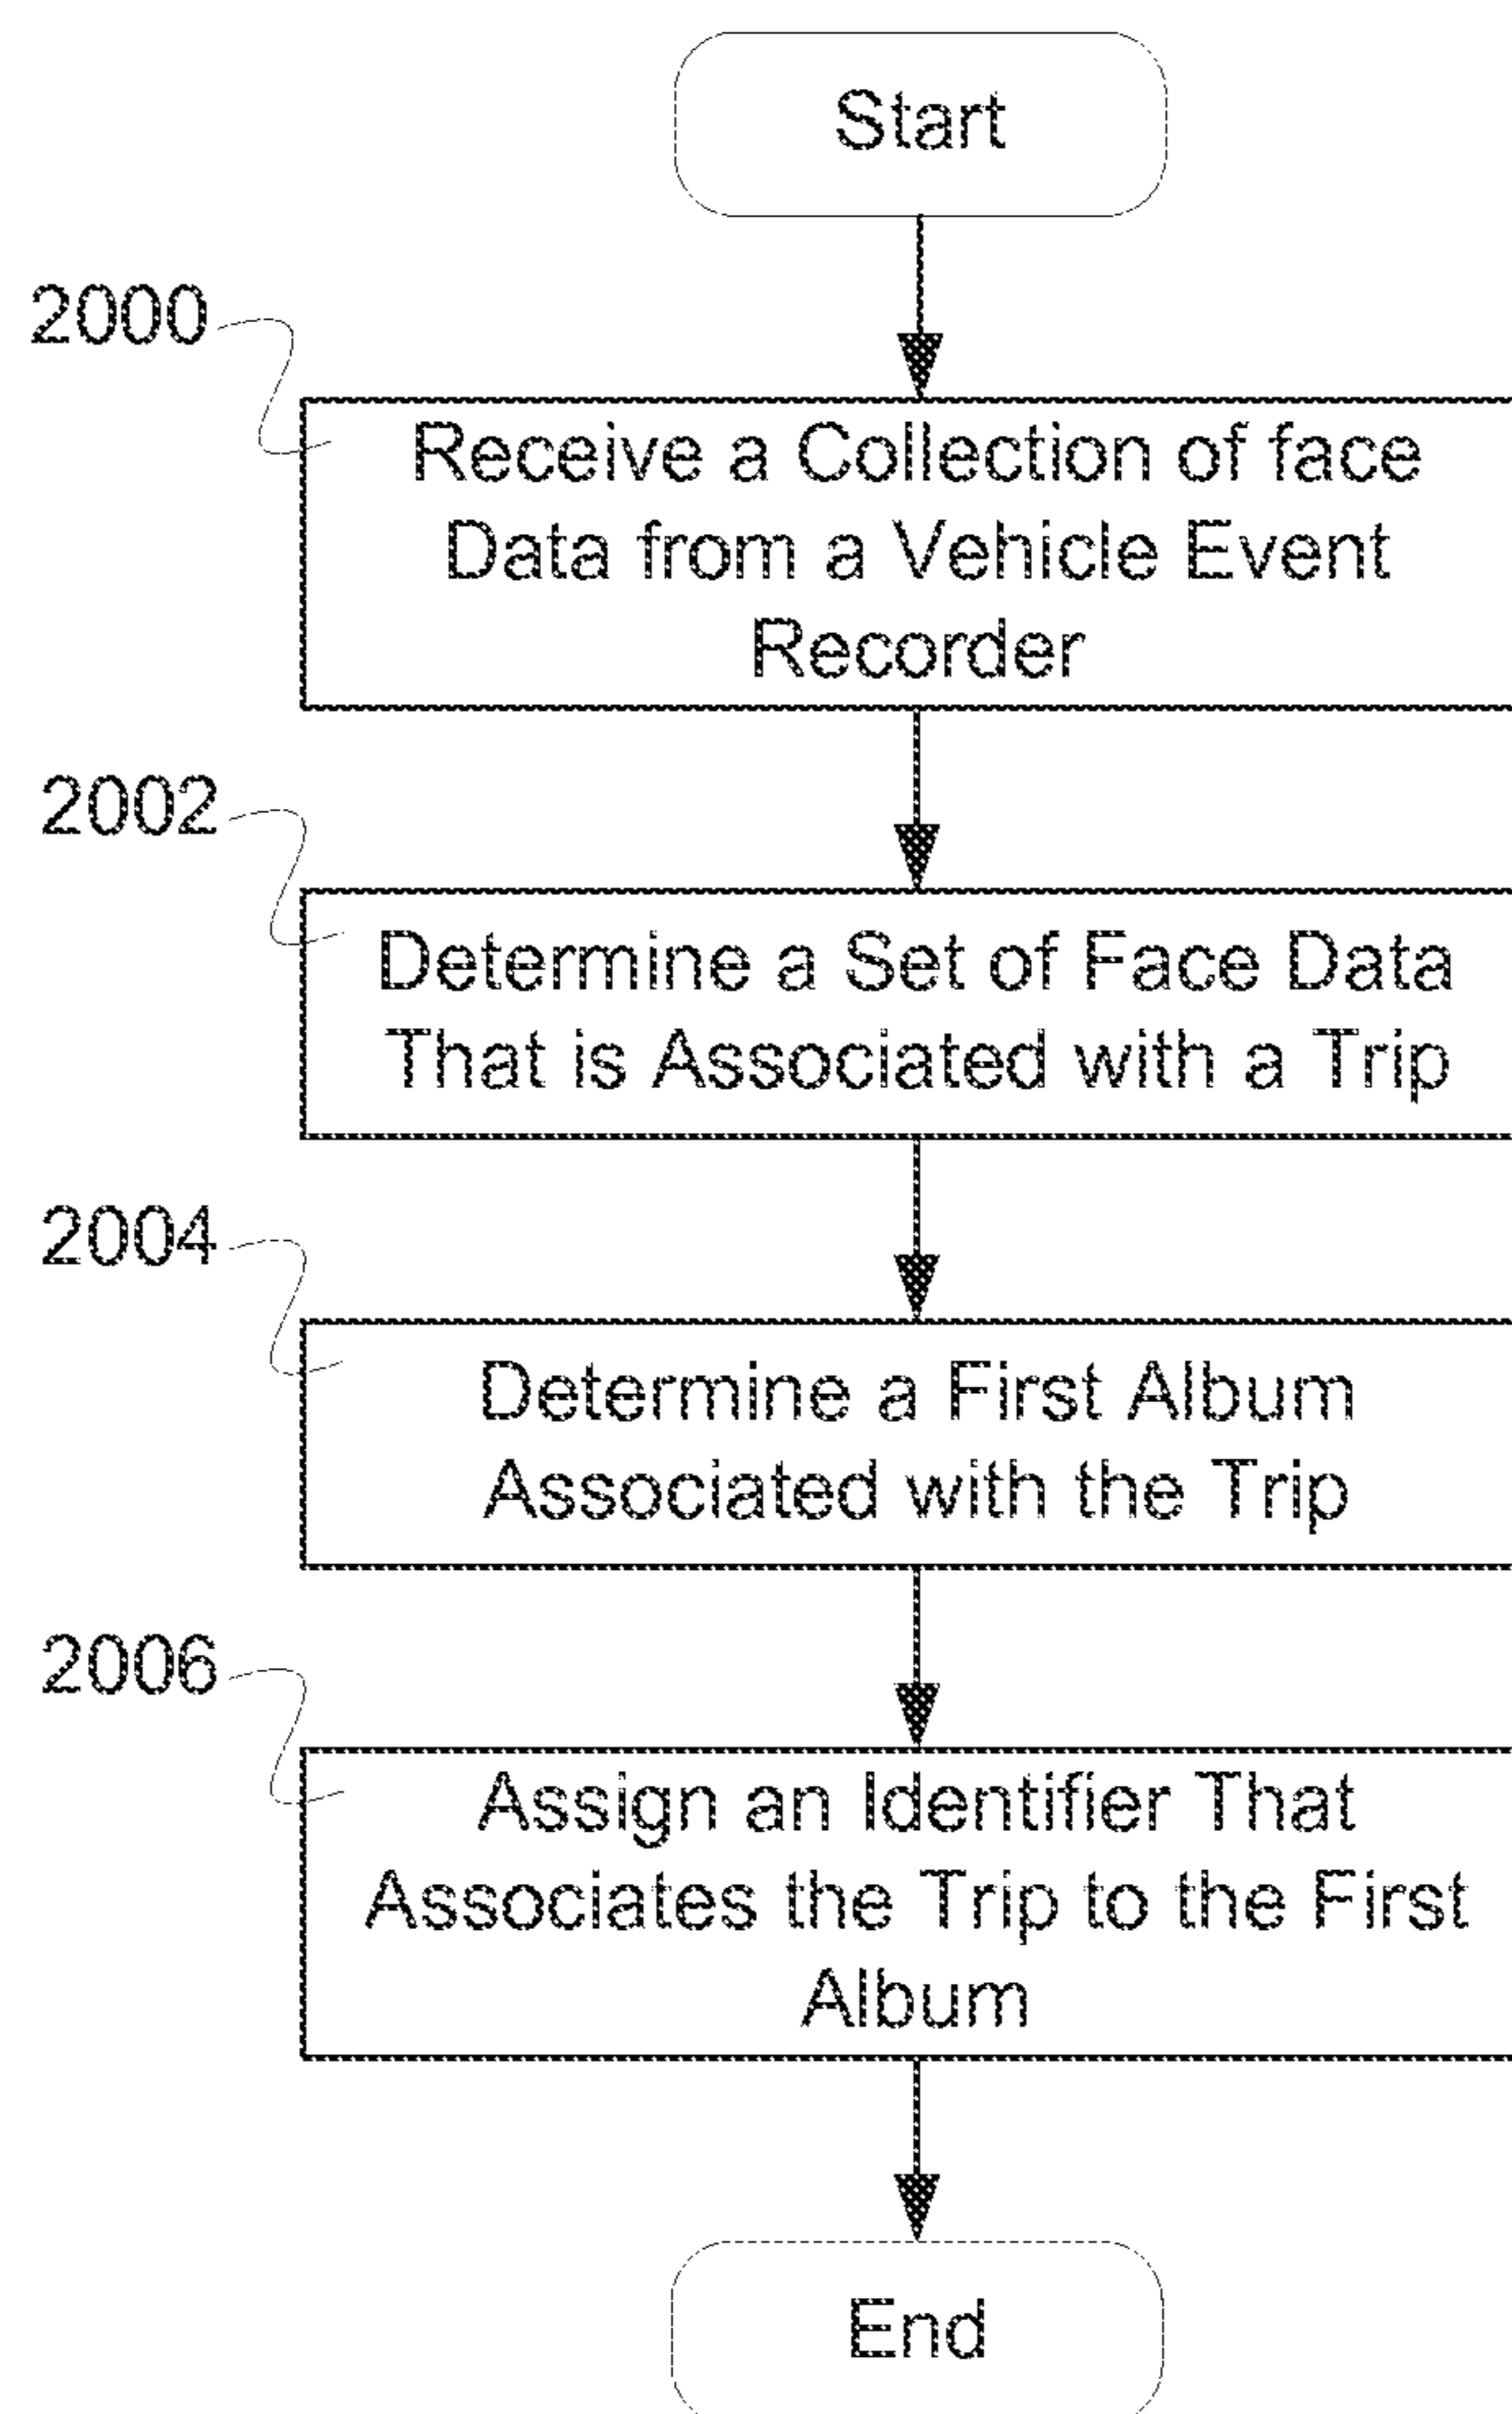 Start
2000
Receive a Collection of face
Data from a Vehicle Event
Recorder
2002
Determine a Set of Face Data
That is Associated with a Trip
2004
Determine a First Album
Associated with the Trip
2006
Assign an Identifier That
Associates the Trip to the First
Album
End